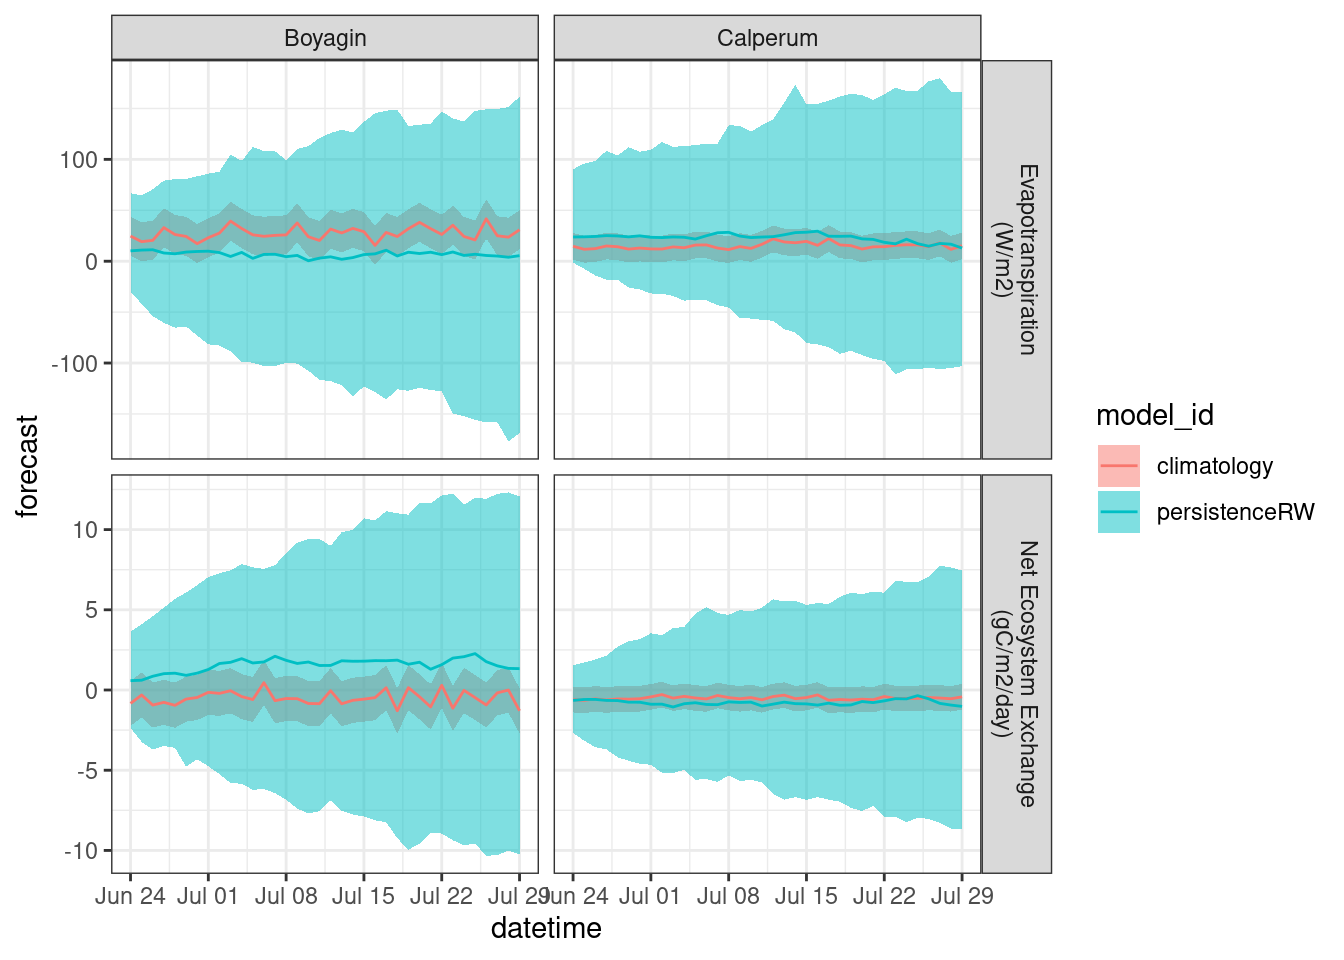 Boyagin
Calperum
100
0
-100
Evapotranspiration
(W/m2)
10
5
0
-5
-10
Net Ecosystem Exchange
(gC/m2/day)
forecast
Jun 24
Jul 01
Jul 08
Jul 15
Jul 22
Jul 29
Jun 24
Jul 01
Jul 08
Jul 15
Jul 22
Jul 29
datetime
model_id
climatology
persistenceRW